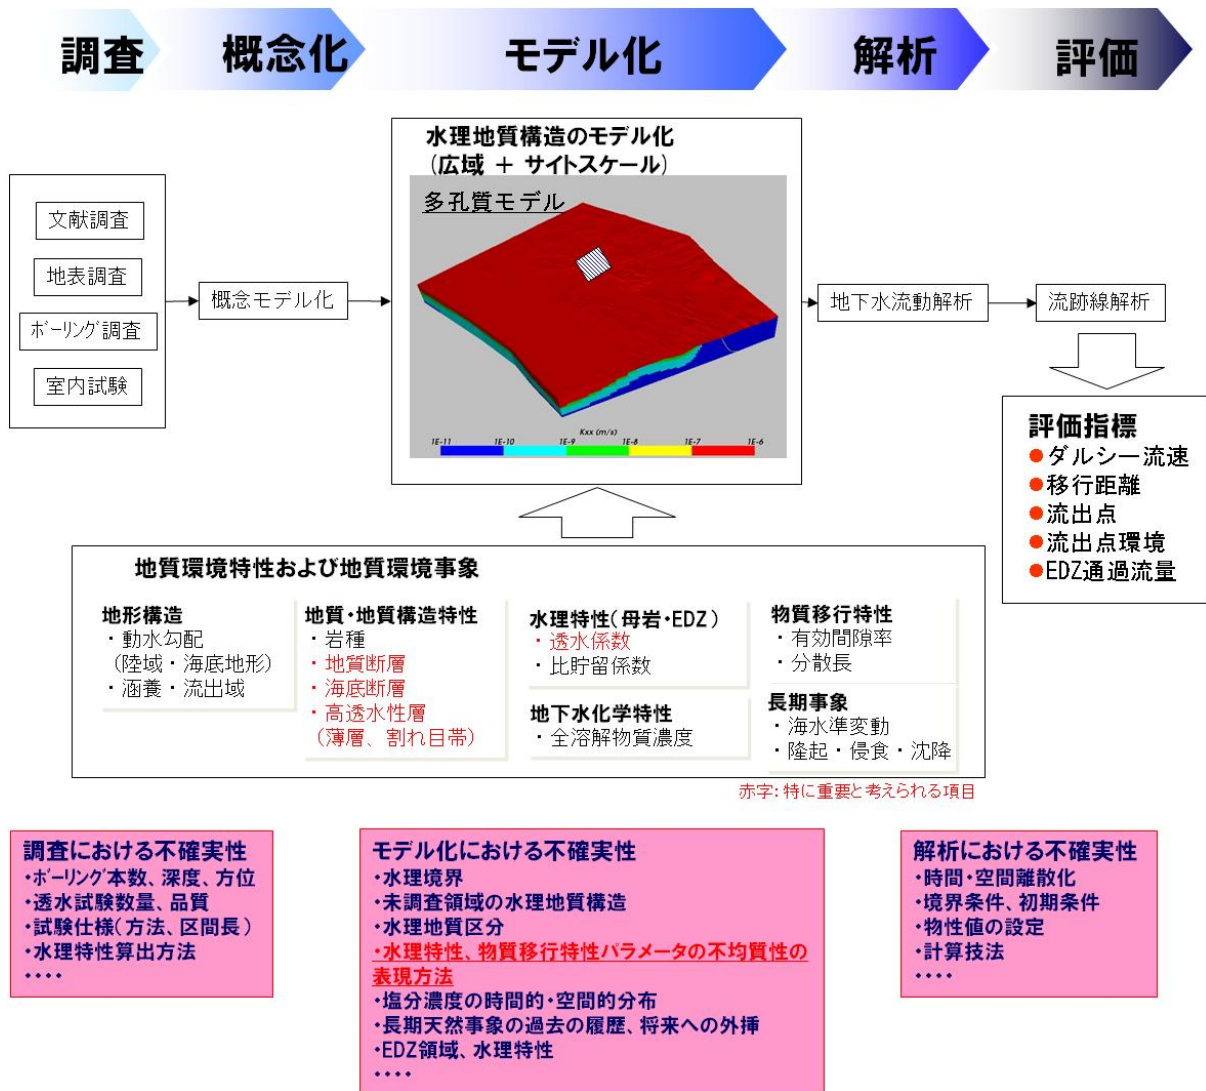 調査
概念化
モデル化
解析
評価
文献調査
地表調査
ﾎﾞｰﾘﾝｸﾞ調査
室内試験
概念モデル化
水理地質構造のモデル化
(広域 ＋ サイトスケール)
多孔質モデル
Kxx (m/s)
1E-11 1E-10 1E-9 1E-8 1E-7 1E-6
地下水流動解析
流跡線解析
評価指標
●ダルシー流速
●移行距離
●流出点
●流出点環境
●EDZ通過流量
地質環境特性および地質環境事象
地形構造
・動水勾配
(陸域・海底地形)
・涵養・流出域
地質・地質構造特性
・岩種
・地質断層
・海底断層
・高透水性層
(薄層、割れ目帯)
水理特性(母岩・EDZ)
・透水係数
・比貯留係数
地下水化学特性
・全溶解物質濃度
物質移行特性
・有効間隙率
・分散長
長期事象
・海水準変動
・隆起・侵食・沈降
赤字:特に重要と考えられる項目
調査における不確実性
・ﾎﾞｰﾘﾝｸﾞ本数、深度、方位
・透水試験数量、品質
・試験仕様(方法、区間長)
・水理特性算出方法
・・・・
モデル化における不確実性
・水理境界
・未調査領域の水理地質構造
・水理地質区分
・水理特性、物質移行特性パラメータの不均質性の
表現方法
・塩分濃度の時間的・空間的分布
・長期天然事象の過去の履歴、将来への外挿
・EDZ領域、水理特性
・・・・
解析における不確実性
・時間・空間離散化
・境界条件、初期条件
・物性値の設定
・計算技法
・・・・